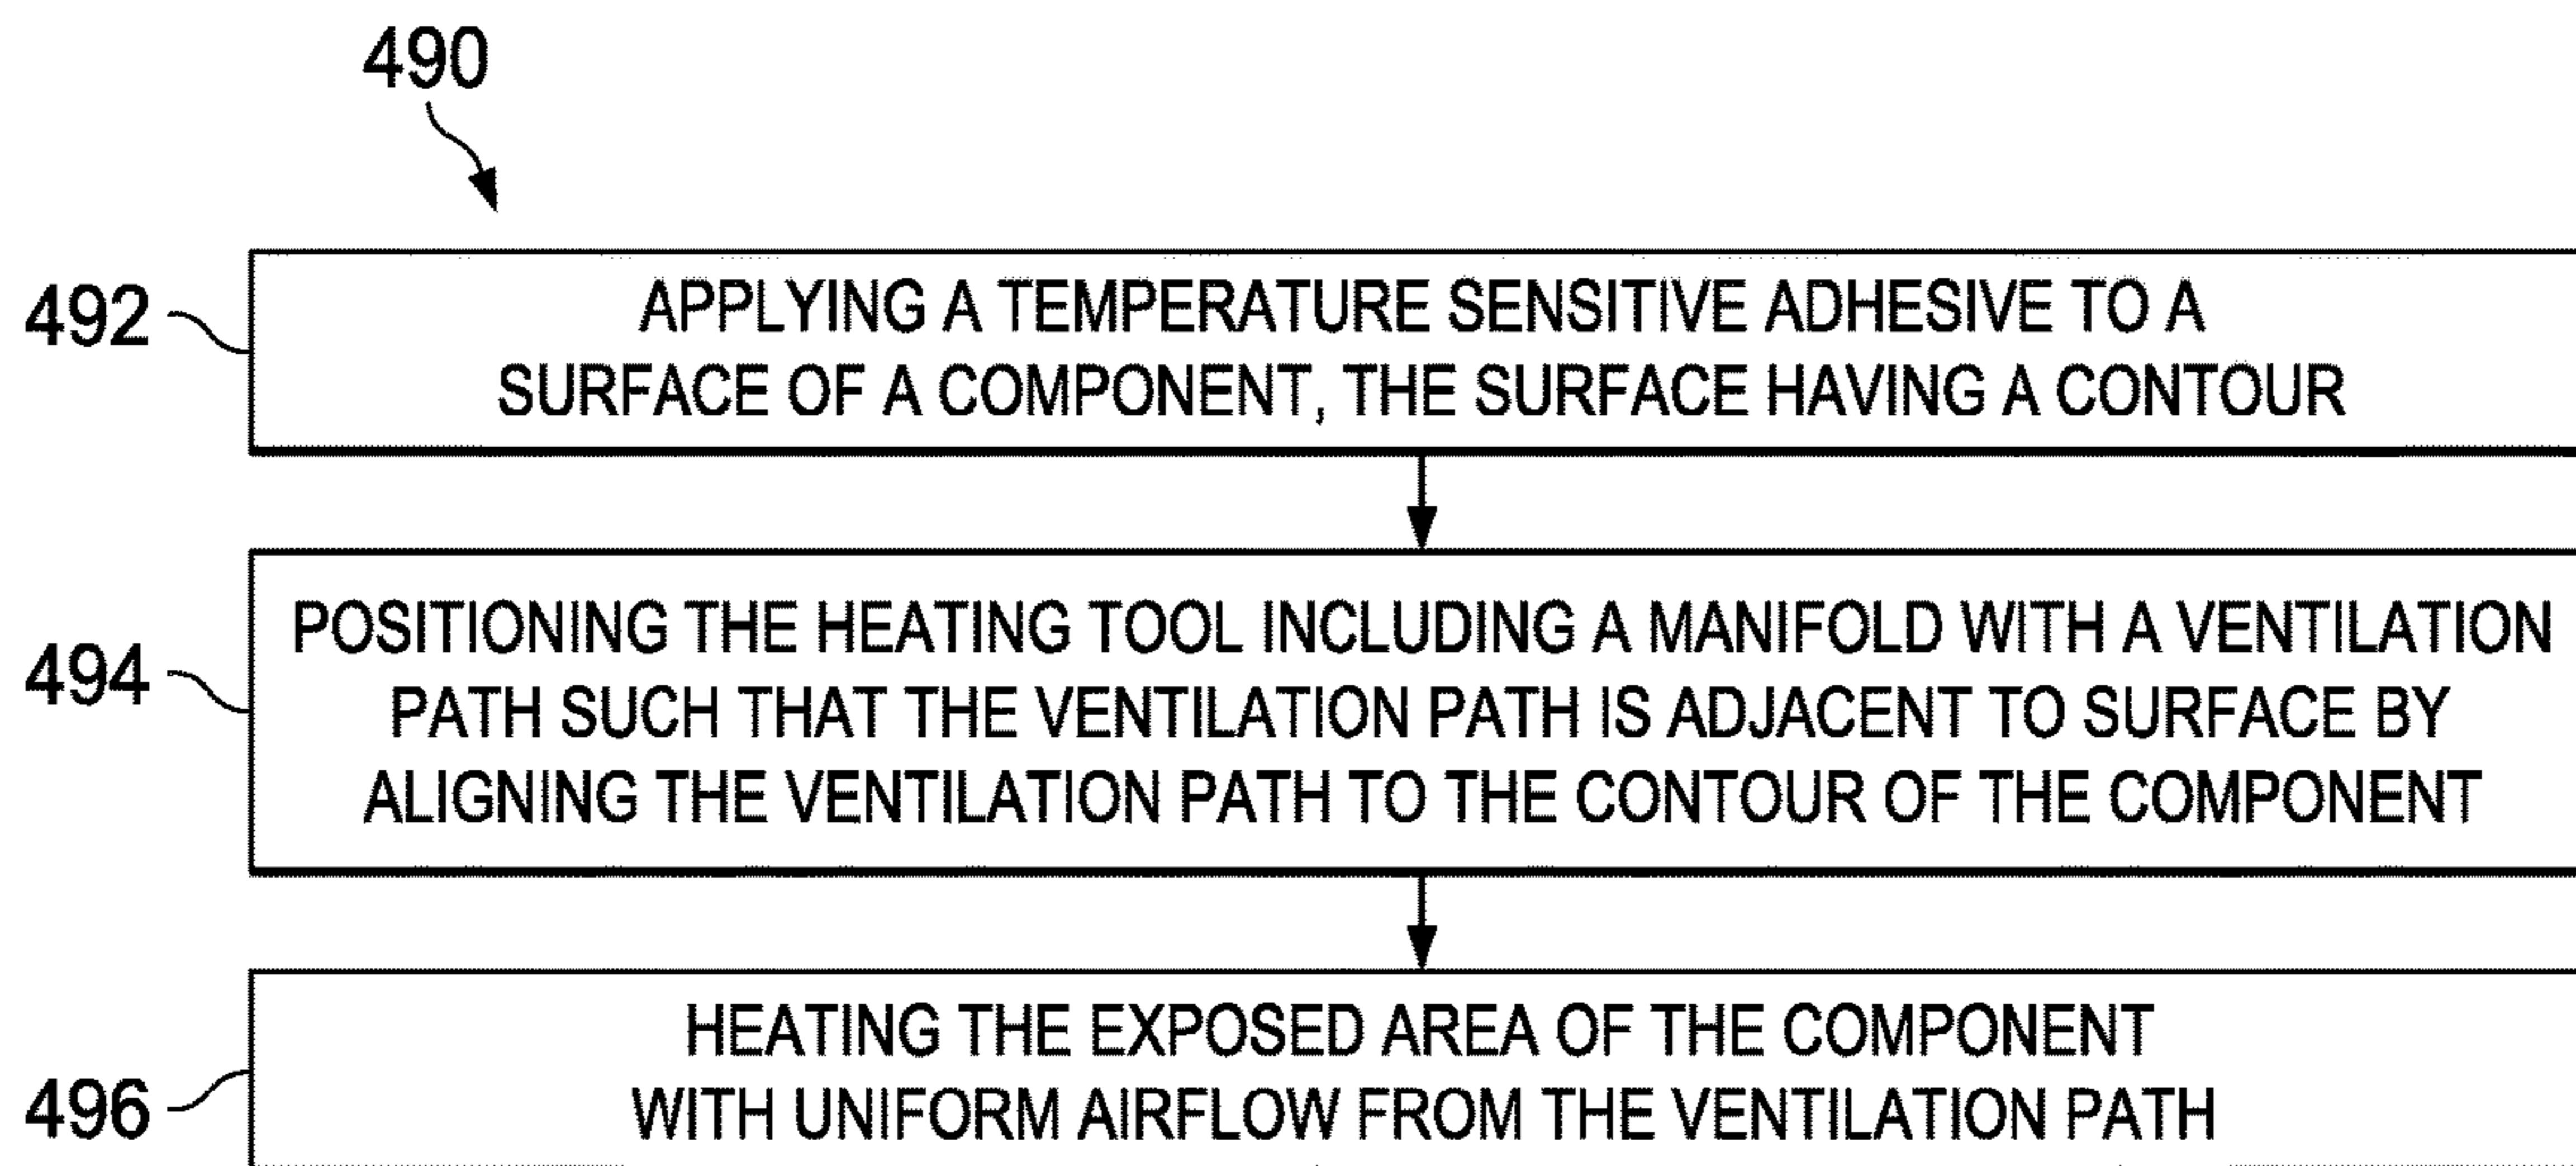 490
492
APPLYING A TEMPERATURE SENSITIVE ADHESIVE TO A
SURFACE OF A COMPONENT, THE SURFACE HAVING A CONTOUR
494
POSITIONING THE HEATING TOOL INCLUDING A MANIFOLD WITH A VENTILATION
PATH SUCH THAT THE VENTILATION PATH IS ADJACENT TO SURFACE BY
ALIGNING THE VENTILATION PATH TO THE CONTOUR OF THE COMPONENT
496
HEATING THE EXPOSED AREA OF THE COMPONENT
WITH UNIFORM AIRFLOW FROM THE VENTILATION PATH